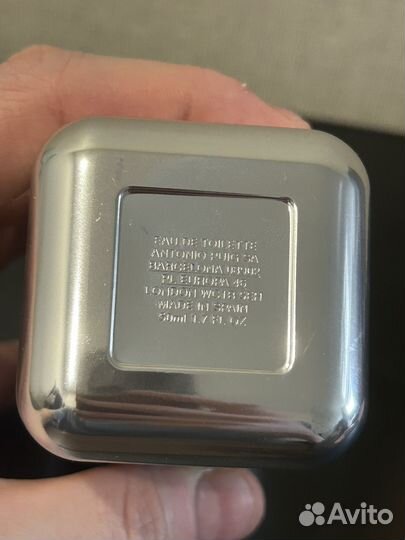 EAU DE TOILETTE
ANTONIO PUIG SA
BARCELONA 08902
PL EUROPA 46
LONDON WC1B
MADE IN SPAIN
50ml 1.7 FL OZ
Avito